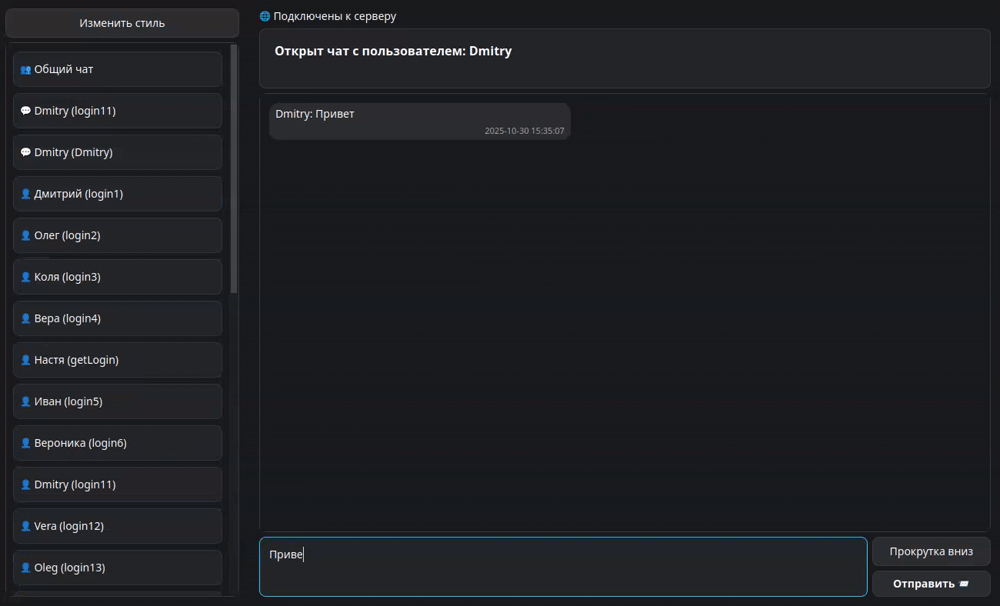 Изменить стиль
👥 Общий чат
💬 Dmitry (login11)
💬 Dmitry (Dmitry)
👤 Дмитрий (login1)
👤 Олег (login2)
👤 Коля (login3)
👤 Вера (login4)
👤 Настя (getLogin)
👤 Иван (login5)
👤 Вероника (login6)
👤 Dmitry (login11)
👤 Vera (login12)
👤 Oleg (login13)
🌐 Подключены к серверу
Открыт чат с пользователем: Dmitry
Dmitry: Привет
2025-10-30 15:35:07
Приве
Прокрутка вниз
Отправить 📨